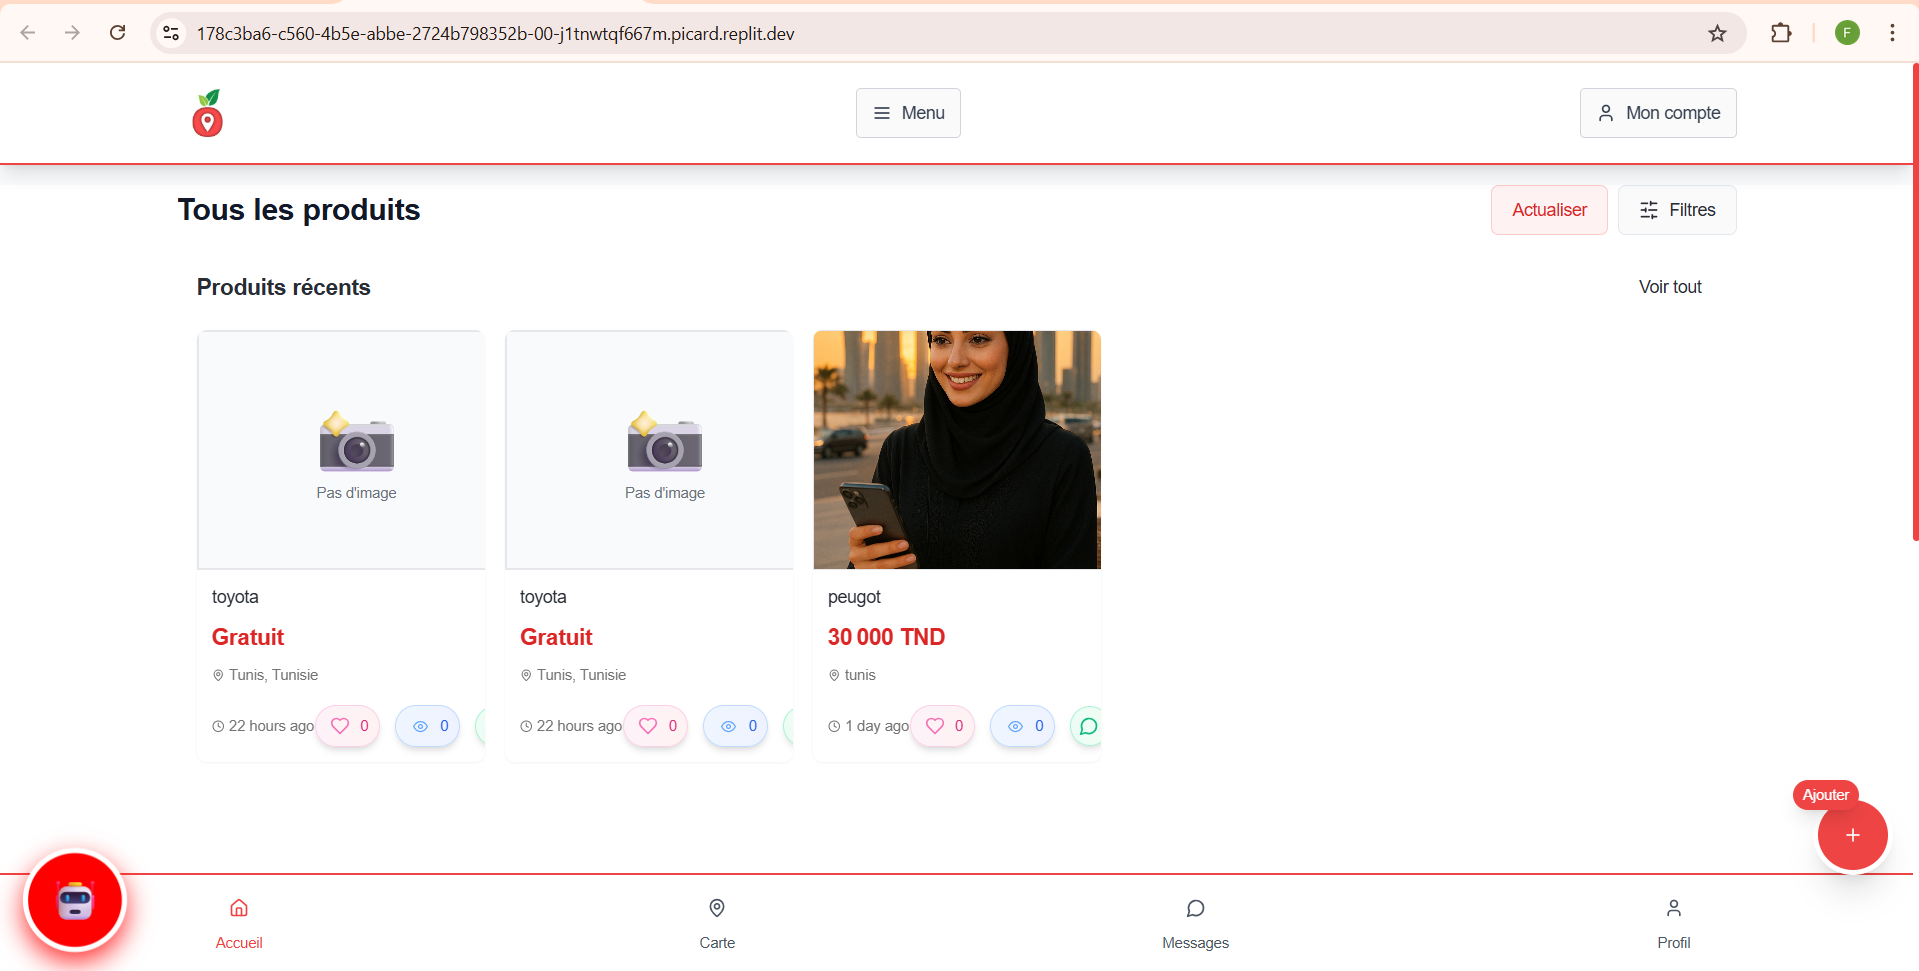 178c3ba6-c560-4b5e-abbe-2724b798352b-00-j1tnwtqf667m.picard.replit.dev
F
Menu
Mon compte
Tous les produits
Actualiser
Filtres
Produits récents
Voir tout
Pas d'image
Pas d'image
toyota
toyota
peugot
Gratuit
Gratuit
30 000 TND
Tunis, Tunisie
Tunis, Tunisie
tunis
22 hours ago 0 0
22 hours ago 0 0
1 day ago 0 0
Ajouter
Accueil
Carte
Messages
Profil